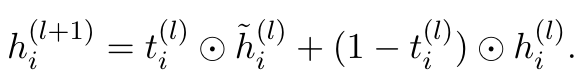 $h_i^{(l+1)} = t_i^{(l)} \odot \tilde{h}_i^{(l)} + (1 - t_i^{(l)}) \odot h_i^{(l)}.$